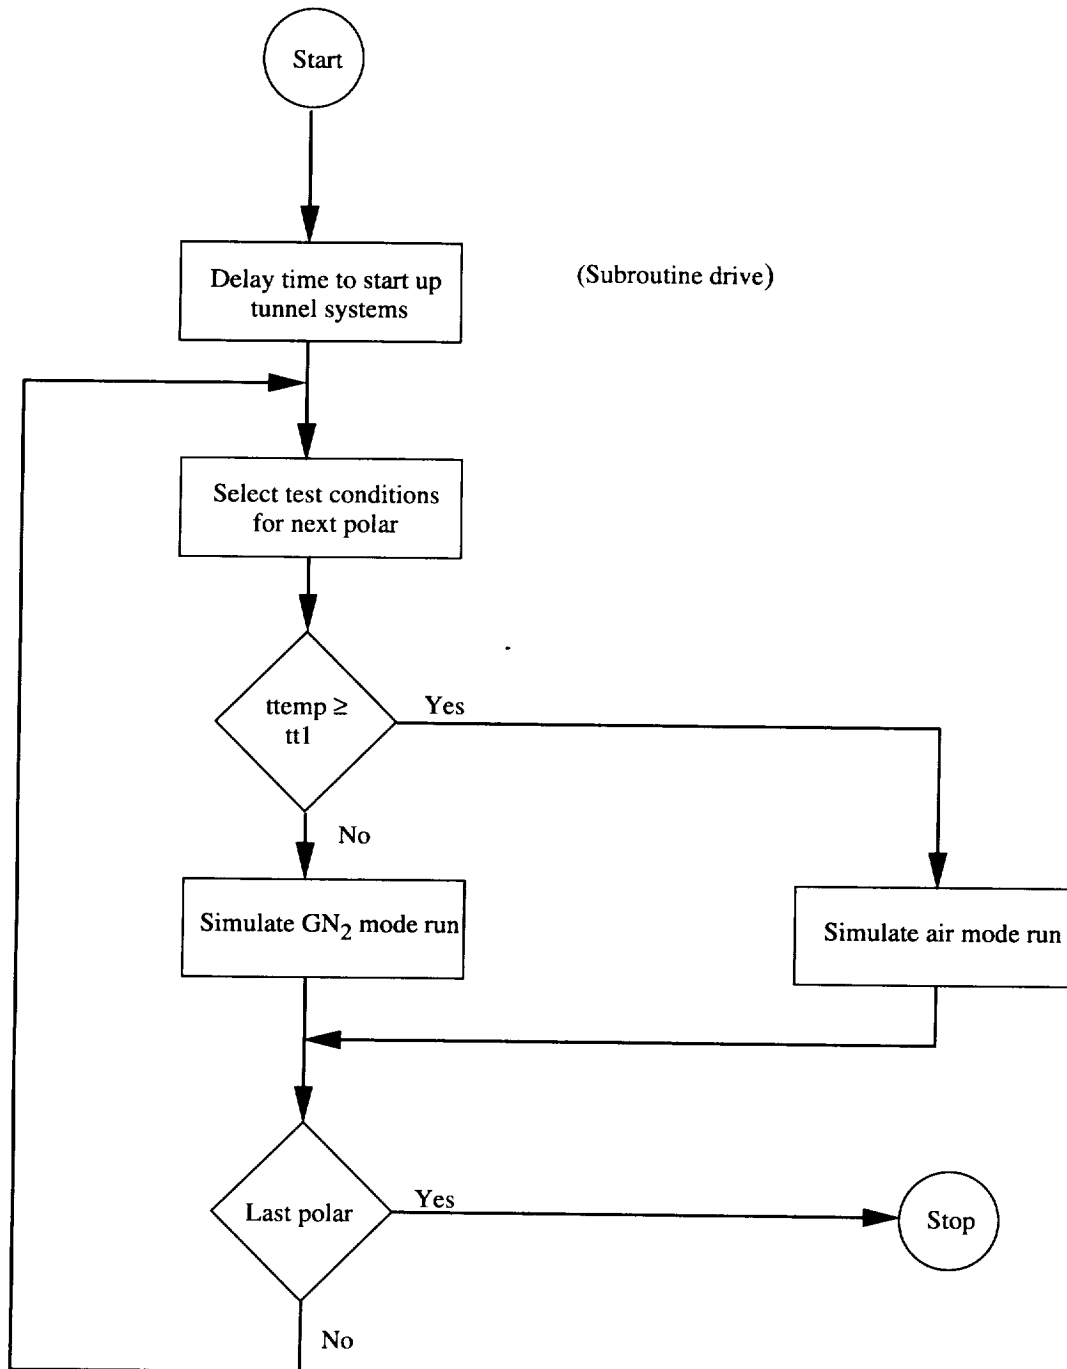 Start
Delay time to start up
tunnel systems
(Subroutine drive)
Select test conditions
for next polar
ttemp ≥
tt1
Yes
No
Simulate GN2 mode run
Simulate air mode run
Last polar
Yes
Stop
No